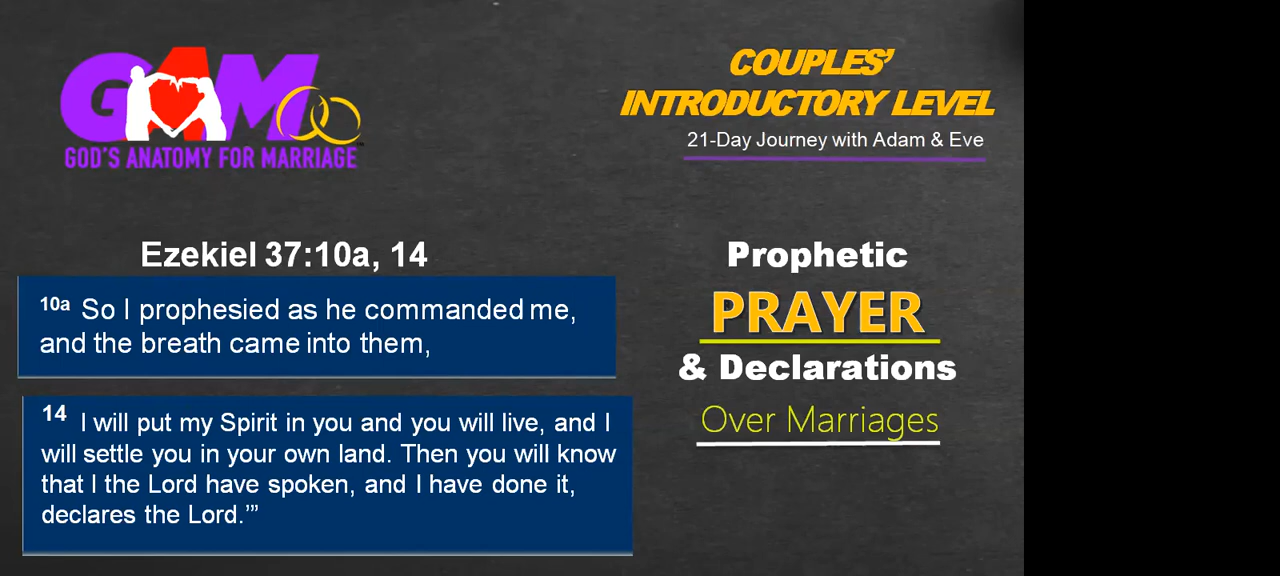 GAM
GOD'S ANATOMY FOR MARRIAGE
COUPLES'
INTRODUCTORY LEVEL
21-Day Journey with Adam & Eve
Ezekiel 37:10a, 14
10a So I prophesied as he commanded me,
and the breath came into them,
14 I will put my Spirit in you and you will live, and I
will settle you in your own land. Then you will know
that I the Lord have spoken, and I have done it,
declares the Lord.’”
Prophetic
PRAYER
& Declarations
Over Marriages